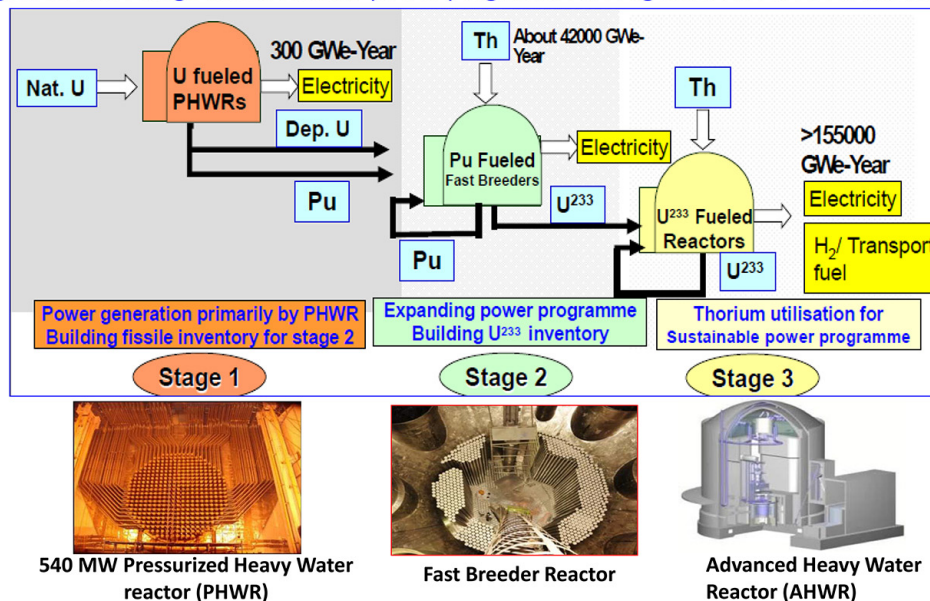 300 GWe-Year
Th
About 42000 GWe-
Year
Nat. U
U fueled
PHWRs
Electricity
Th
Dep. U
Pu Fueled
Fast Breeders
Electricity
>155000
GWe-Year
Pu
U²³³
U²³³ Fueled
Reactors
Electricity
Pu
U²³³
H₂/ Transport
fuel
Power generation primarily by PHWR
Building fissile inventory for stage 2
Expanding power programme
Building U²³³ inventory
Thorium utilisation for
Sustainable power programme
Stage 1
Stage 2
Stage 3
540 MW Pressurized Heavy Water
reactor (PHWR)
Fast Breeder Reactor
Advanced Heavy Water
Reactor (AHWR)